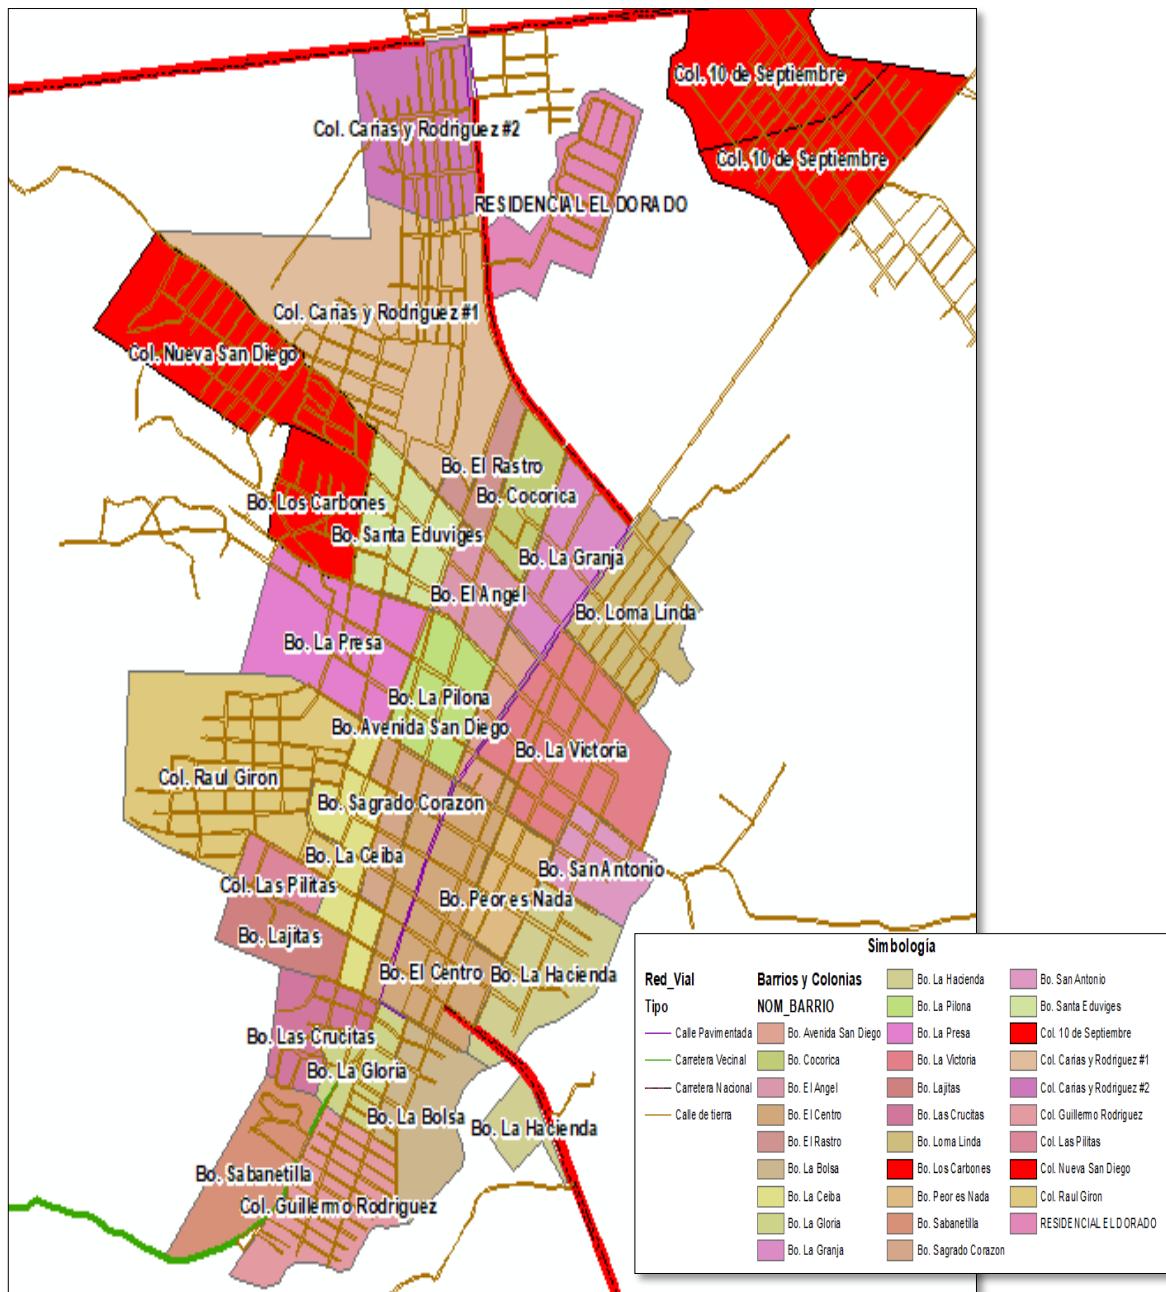 Col. 10 de Septiembre
Col. Carias y Rodriguez #2
Col. 10 de Septiembre
RESIDENCIAL EL DORADO
Col. Carias y Rodriguez #1
Col. Nueva San Diego
Bo. El Rastro
Bo. Cocorica
Bo. Los Carbones
Bo. Santa Eduviges
Bo. La Granja
Bo. El Angel
Bo. Loma Linda
Bo. La Presa
Bo. La Pilona
Bo. Avenida San Diego
Bo. La Victoria
Col. Raul Giron
Bo. Sagrado Corazon
Bo. La Ceiba
Bo. San Antonio
Col. Las Pilitas
Bo. Peores Nada
Bo. Lajitas
Bo. El Centro
Bo. La Hacienda
Bo. Las Crucitas
Bo. La Gloria
Bo. La Bolsa
Bo. La Hacienda
Bo. Sabanetilla
Col. Guillermo Rodriguez
Simbología
Red_Vial
Tipo
Calle Pavimentada
Carretera Vecinal
Carretera Nacional
Calle de tierra
Barrios y Colonias
NOM_BARRIO
Bo. Avenida San Diego
Bo. Cocorica
Bo. El Angel
Bo. El Centro
Bo. El Rastro
Bo. La Bolsa
Bo. La Ceiba
Bo. La Gloria
Bo. La Granja
Bo. La Hacienda
Bo. La Pilona
Bo. La Presa
Bo. La Victoria
Bo. Lajitas
Bo. Las Crucitas
Bo. Loma Linda
Bo. Los Carbones
Bo. Peores Nada
Bo. Sabanetilla
Bo. Sagrado Corazon
Bo. San Antonio
Bo. Santa Eduviges
Col. 10 de Septiembre
Col. Carias y Rodriguez #1
Col. Carias y Rodriguez #2
Col. Guillermo Rodriguez
Col. Las Pilitas
Col. Nueva San Diego
Col. Raul Giron
RESIDENCIAL EL DORADO